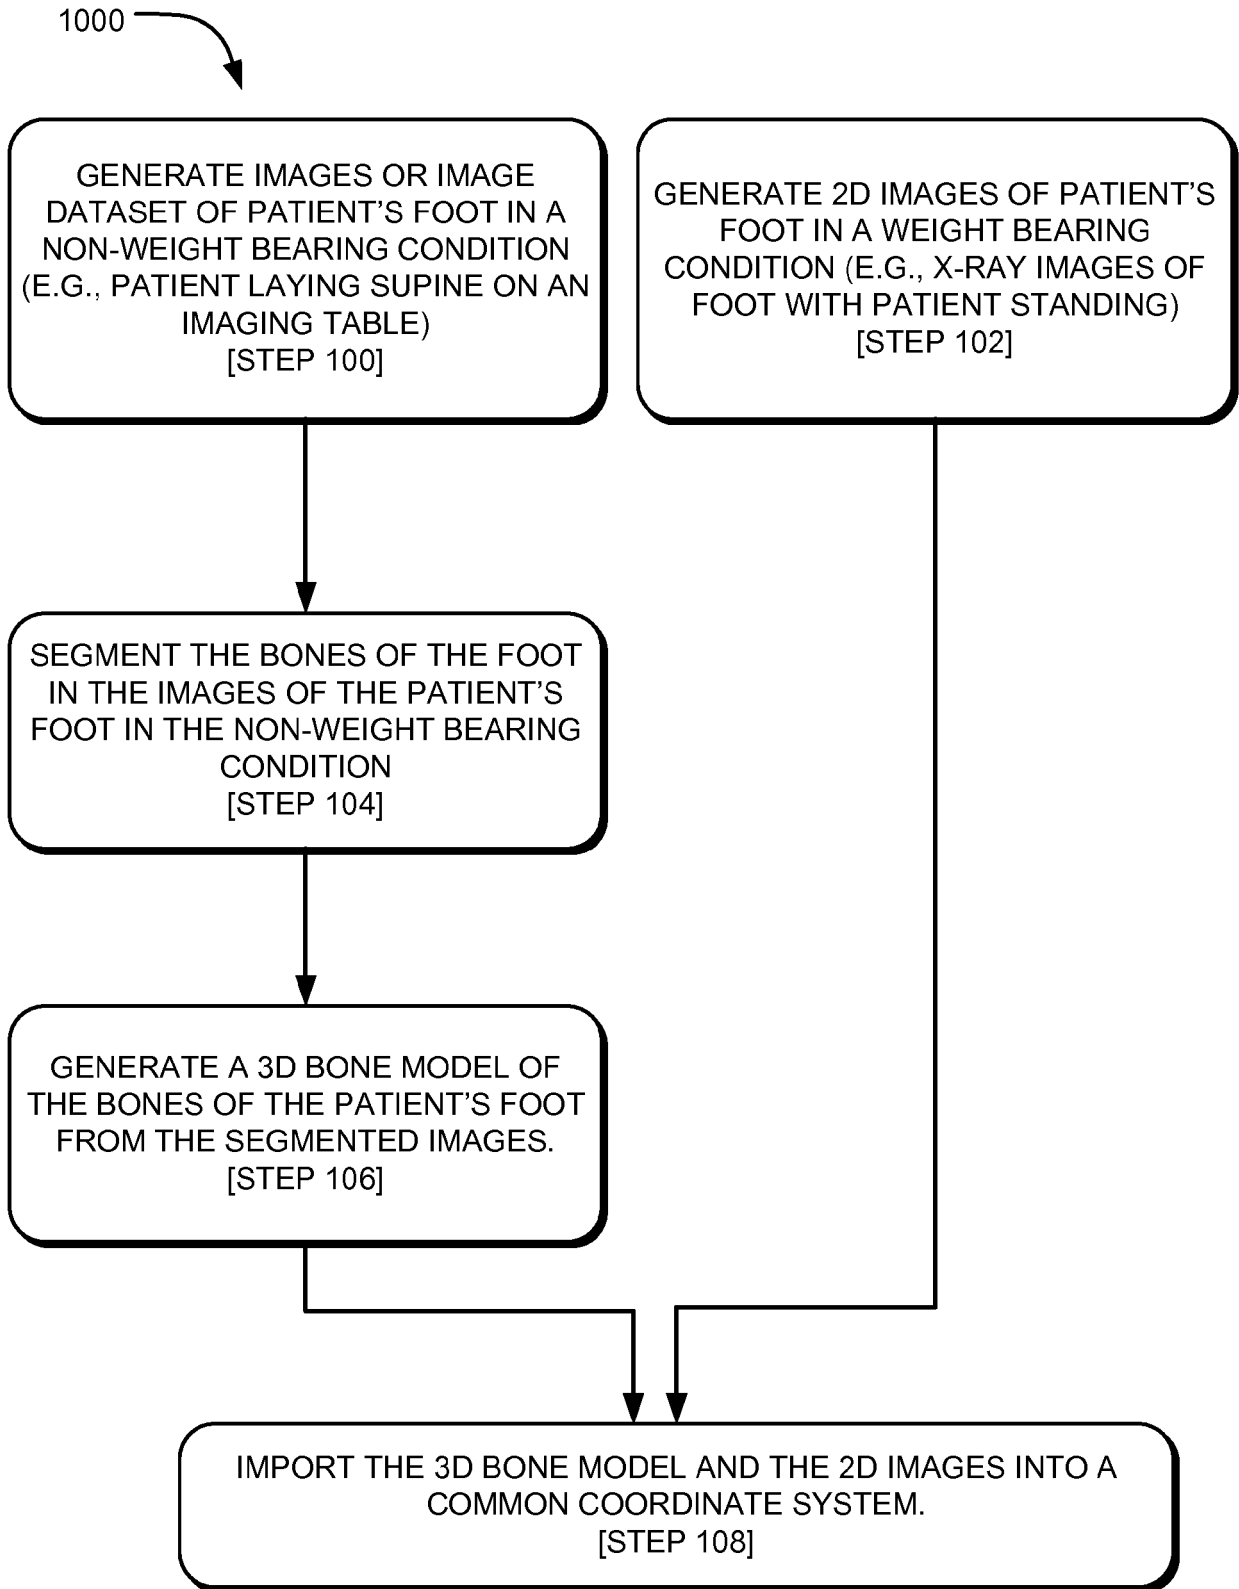 1000
GENERATE IMAGES OR IMAGE
DATASET OF PATIENT'S FOOT IN A
NON-WEIGHT BEARING CONDITION
(E.G., PATIENT LAYING SUPINE ON AN
IMAGING TABLE)
[STEP 100]
GENERATE 2D IMAGES OF PATIENT'S
FOOT IN A WEIGHT BEARING
CONDITION (E.G., X-RAY IMAGES OF
FOOT WITH PATIENT STANDING)
[STEP 102]
SEGMENT THE BONES OF THE FOOT
IN THE IMAGES OF THE PATIENT'S
FOOT IN THE NON-WEIGHT BEARING
CONDITION
[STEP 104]
GENERATE A 3D BONE MODEL OF
THE BONES OF THE PATIENT'S FOOT
FROM THE SEGMENTED IMAGES.
[STEP 106]
IMPORT THE 3D BONE MODEL AND THE 2D IMAGES INTO A
COMMON COORDINATE SYSTEM.
[STEP 108]